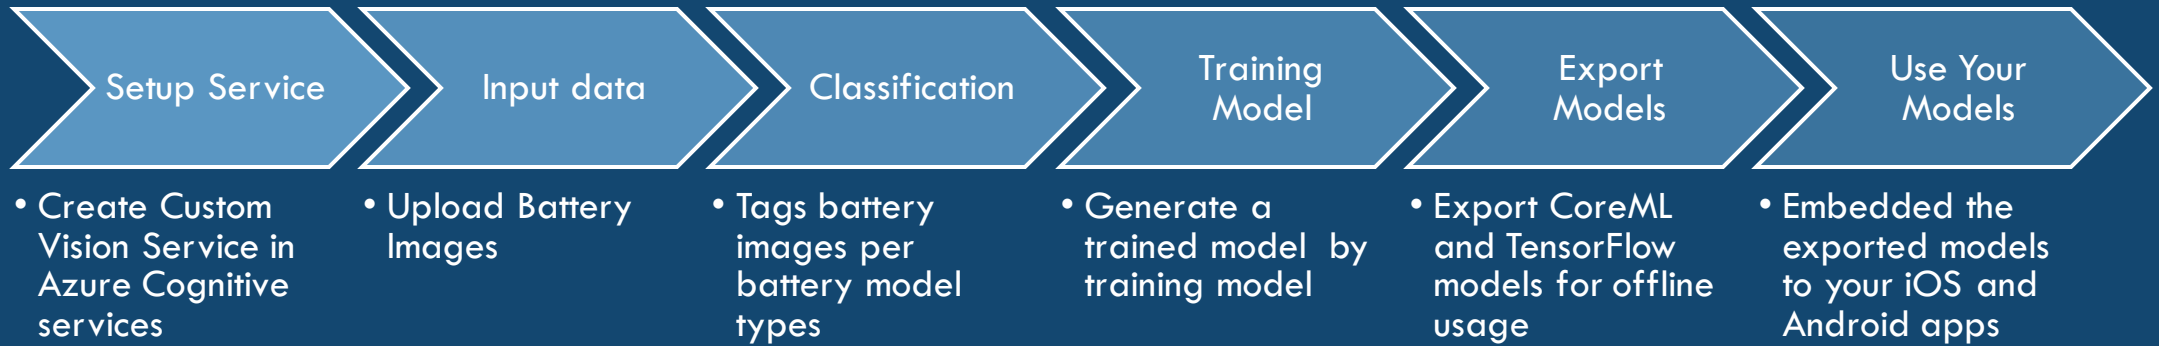 Setup Service
Input data
Classification
Training
Model
Export
Models
Use Your
Models
• Create Custom
Vision Service in
Azure Cognitive
services
• Upload Battery
Images
• Tags battery
images per
battery model
types
• Generate a
trained model by
training model
• Export CoreML
and TensorFlow
models for offline
usage
• Embedded the
exported models
to your iOS and
Android apps